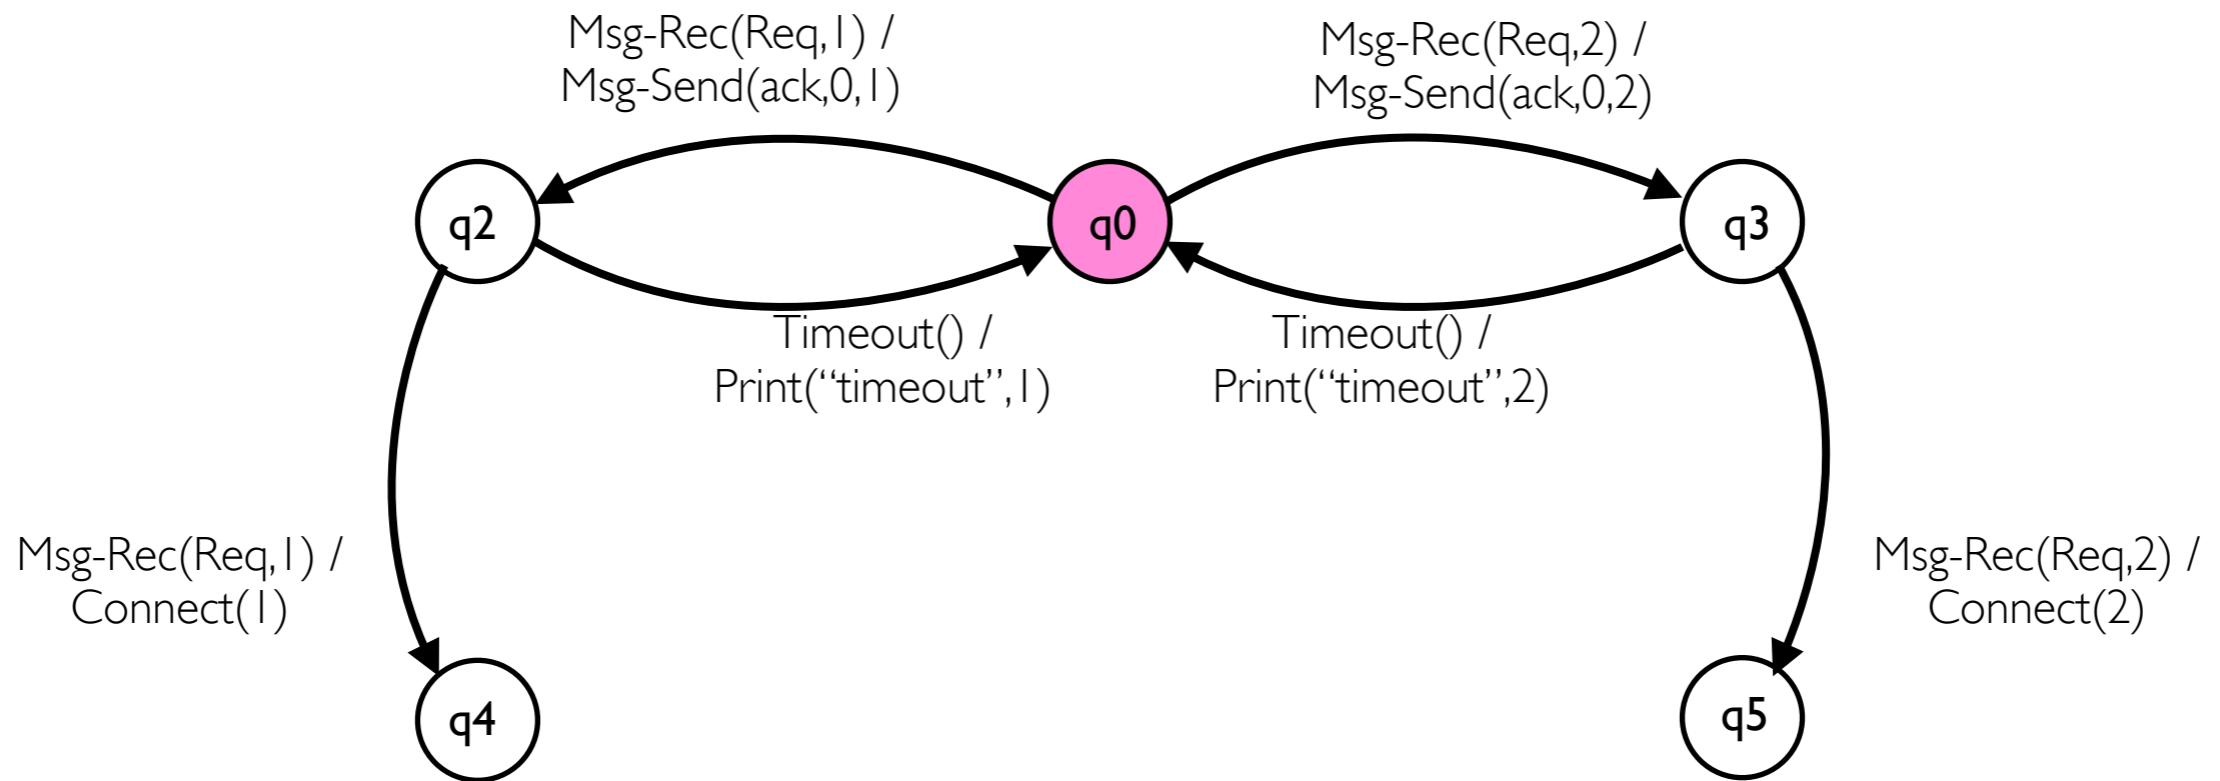 Msg-Rec(Req,1) /
Msg-Send(ack,0,1)
Msg-Rec(Req,2) /
Msg-Send(ack,0,2)
q2
q0
q3
Timeout() /
Print(“timeout”,1)
Timeout() /
Print(“timeout”,2)
Msg-Rec(Req,1) /
Connect(1)
Msg-Rec(Req,2) /
Connect(2)
q4
q5